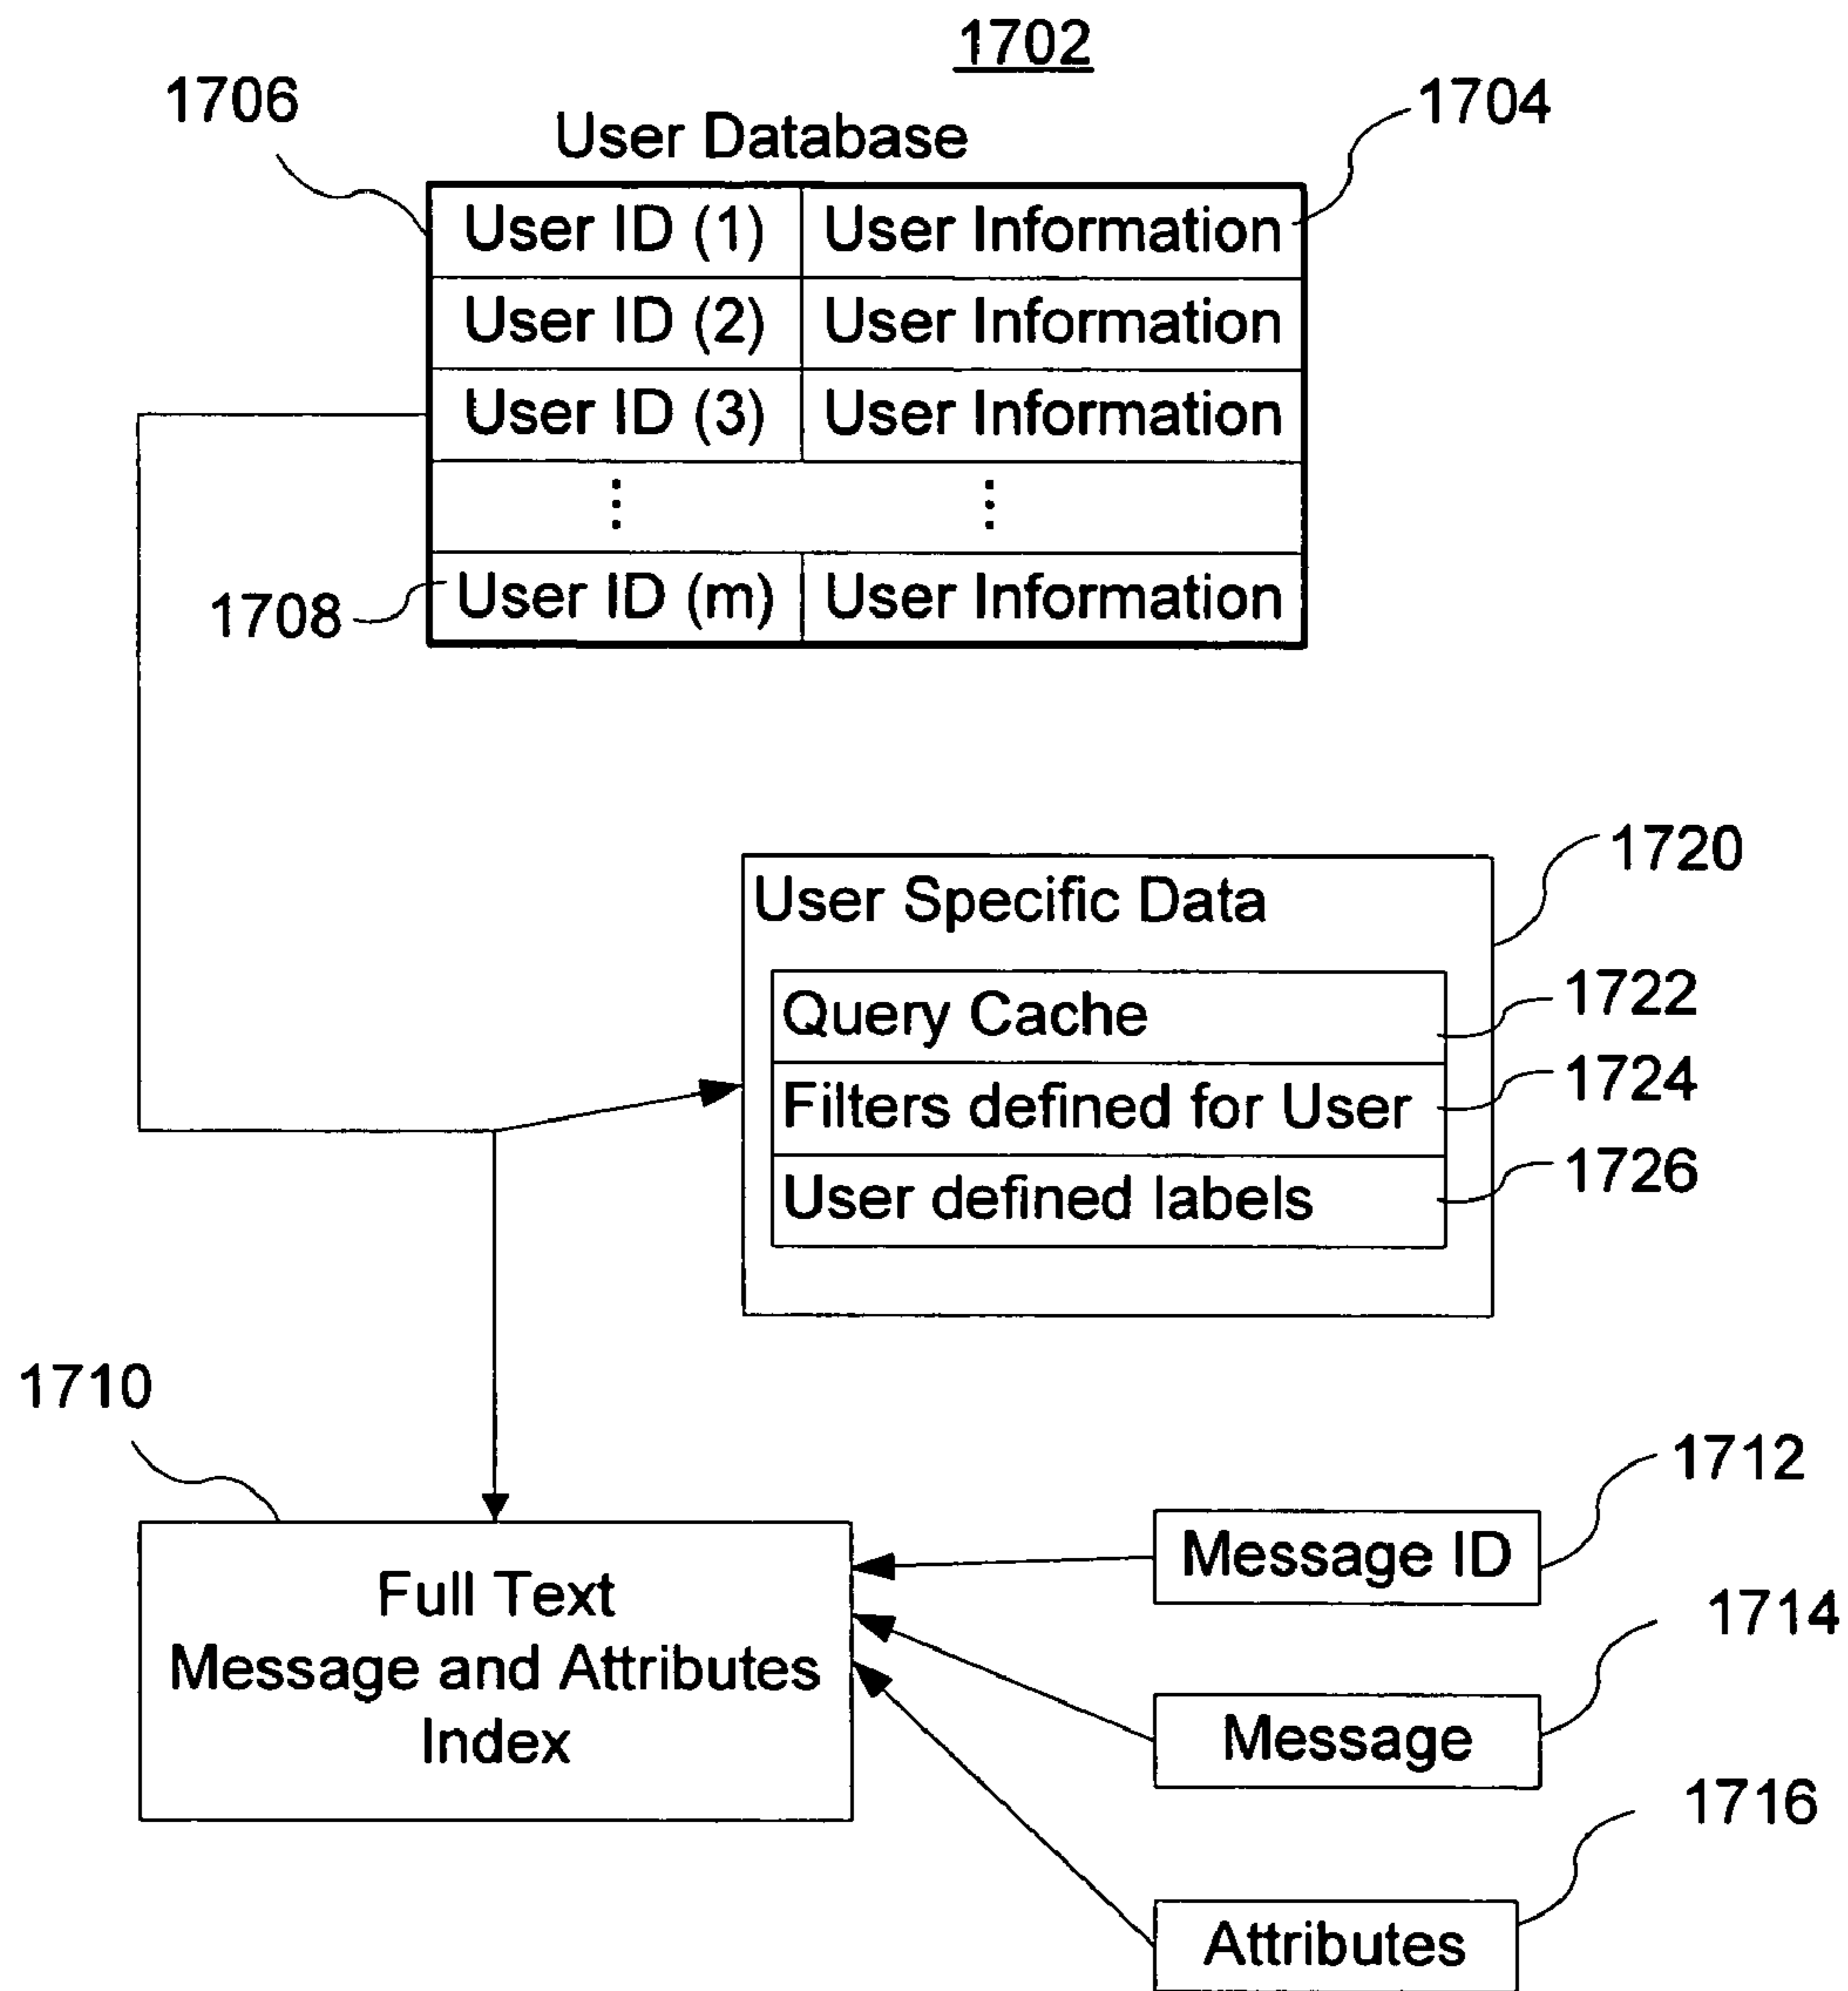 1702
1706
1704
User Database
User ID (1) User Information
User ID (2) User Information
User ID (3) User Information
⋮ ⋮
User ID (m) User Information
1708
1720
User Specific Data
Query Cache
1722
Filters defined for User
1724
User defined labels
1726
1710
Full Text
Message and Attributes
Index
1712
Message ID
1714
Message
1716
Attributes